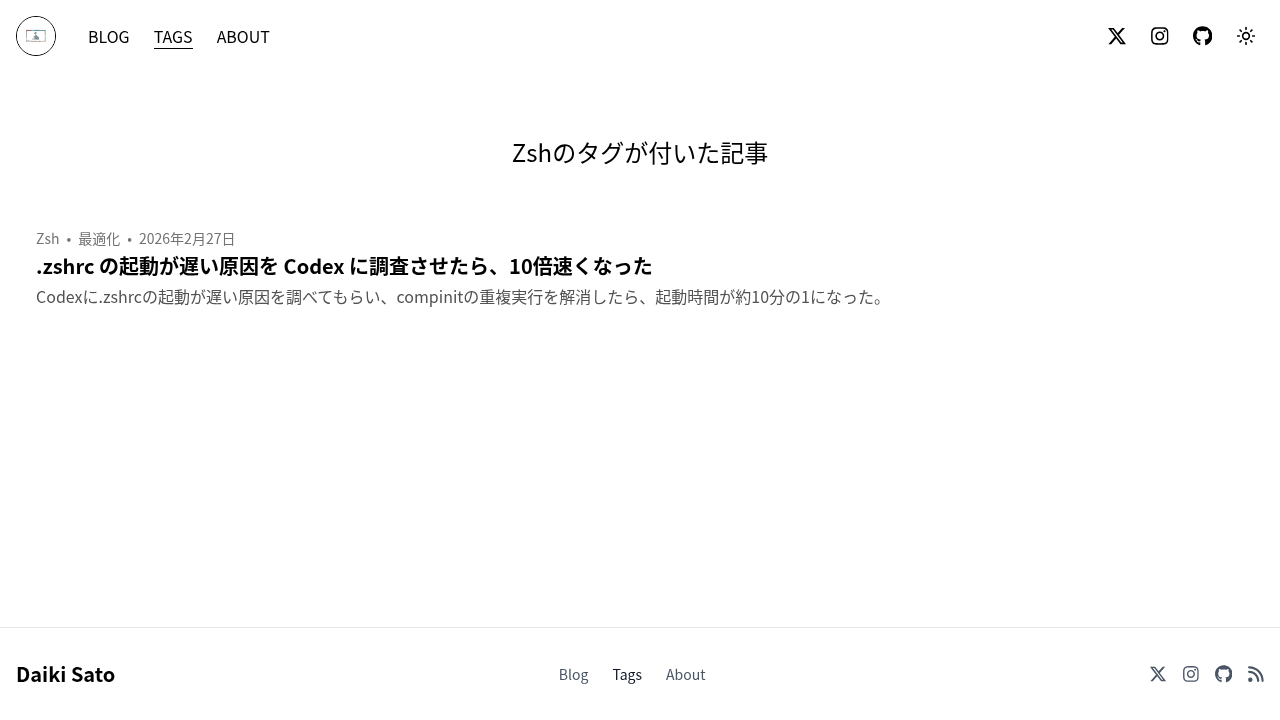 BLOG TAGS ABOUT
Zshのタグが付いた記事
Zsh • 最適化 • 2026年2月27日
.zshrc の起動が遅い原因を Codex に調査させたら、10倍速くなった
Codexに.zshrcの起動が遅い原因を調べてもらい、compinitの重複実行を解消したら、起動時間が約10分の1になった。
Daiki Sato
Blog Tags About